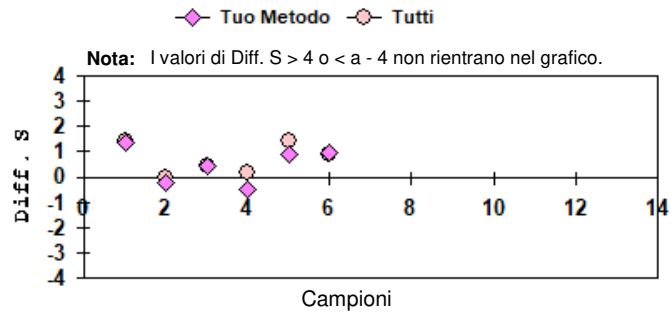 Tuo Metodo Tutti
Nota: I valori di Diff. S > 4 o < a - 4 non rientrano nel grafico.
4
3
2
1
0
-1
-2
-3
-4
Diff. S
0 2 4 6 8 10 12 14
Campioni